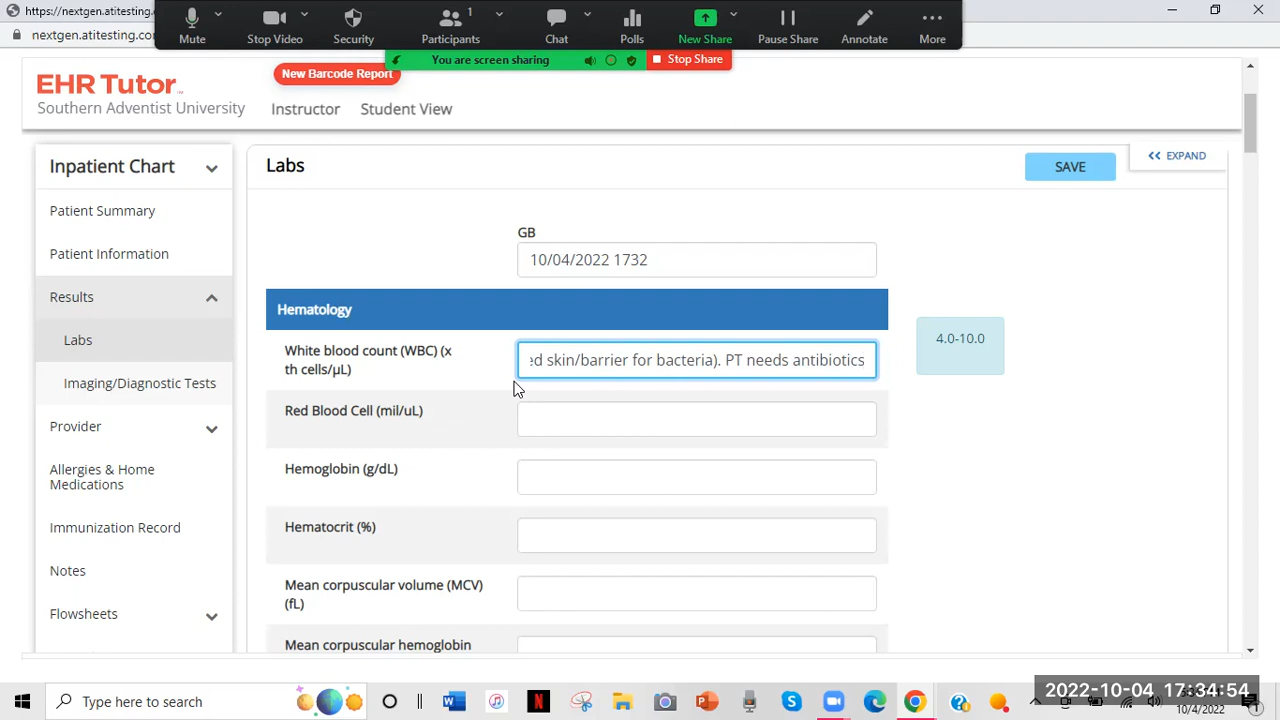 https://nextgen.atitesting.
nextgen.atitesting.co
Mute
Stop Video
Security
1
Participants
Chat
Polls
New Share
Pause Share
Annotate
More
You are screen sharing
Stop Share
New Barcode Report
EHR Tutor
Southern Adventist University
Instructor
Student View
Inpatient Chart
Patient Summary
Patient Information
Results
Labs
Imaging/Diagnostic Tests
Provider
Allergies & Home
Medications
Immunization Record
Notes
Flowsheets
Labs
SAVE
EXPAND
GB
10/04/2022 1732
Hematology
White blood count (WBC) (x
th cells/µL)
ed skin/barrier for bacteria). PT needs antibiotics
4.0-10.0
Red Blood Cell (mil/uL)
Hemoglobin (g/dL)
Hematocrit (%)
Mean corpuscular volume (MCV)
(fL)
Mean corpuscular hemoglobin
Type here to search
2022-10-04 17:34:54
10/4/2022